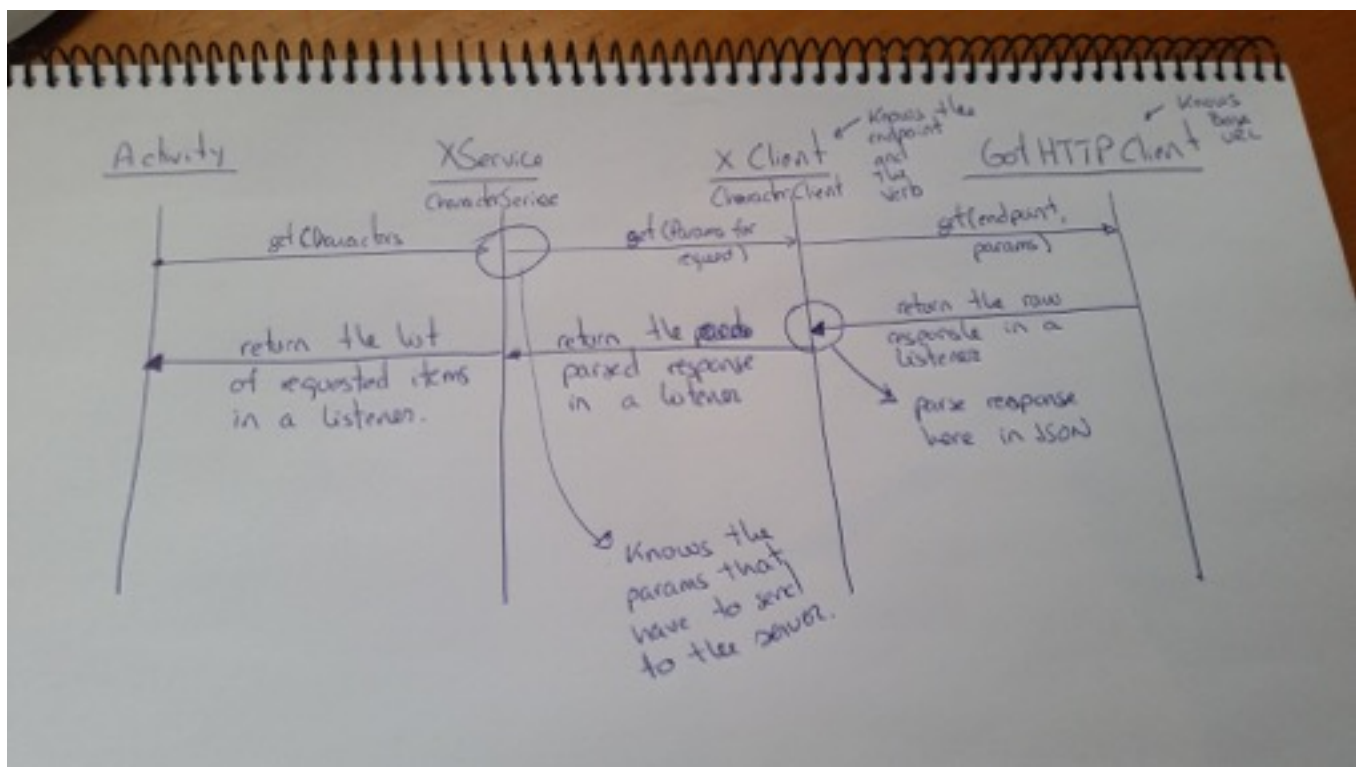 Activity
XService
CharacterService
X Client
CharacterClient
Knows the
endpoint
and
the
verb
Got HTTP Client
Knows
Base
URL
getCharacters
get (Params for
request)
get(endpoint,
params)
return the list
of requested items
in a listener.
return the
parsed response
in a listener
return the raw
response in a
listener
parse response
here in JSON
Knows the
params that
have to send
to the server.